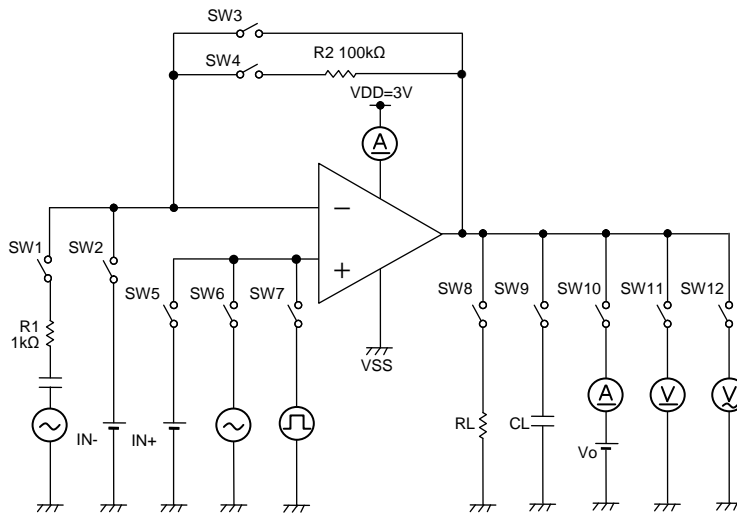 SW3
R2 100kΩ
SW4
VDD=3V
A
−
+
SW1
SW2
SW5
SW6
SW7
SW8
SW9
SW10
SW11
SW12
R1
1kΩ
VSS
A
V
V
IN-
IN+
RL
CL
Vo